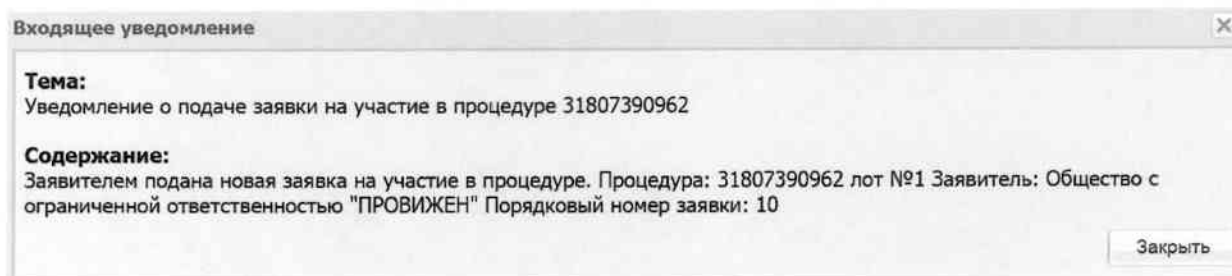 Входящее уведомление
Тема:
Уведомление о подаче заявки на участие в процедуре 31807390962
Содержание:
Заявителем подана новая заявка на участие в процедуре. Процедура: 31807390962 лот №1 Заявитель: Общество с
ограниченной ответственностью "ПРОВИЖЕН" Порядковый номер заявки: 10
Закрыть